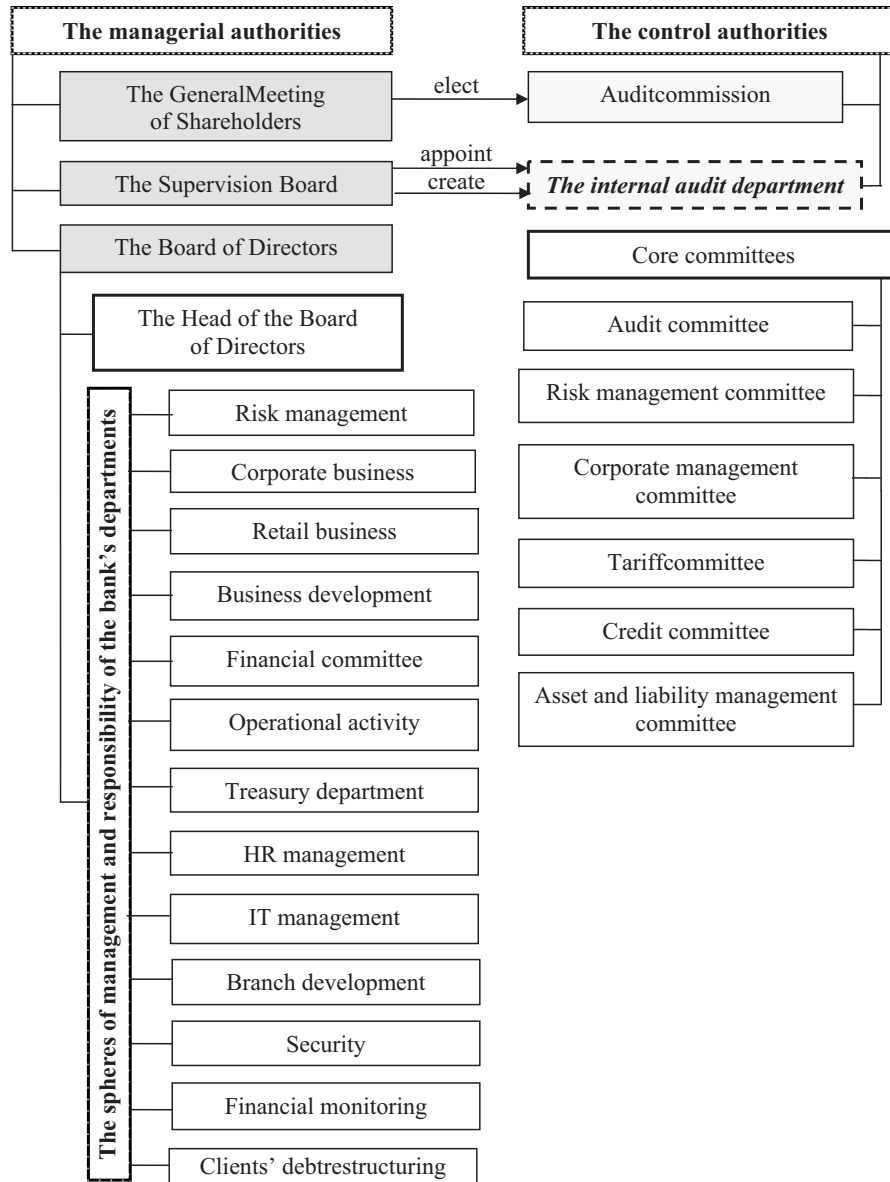 The managerial authorities
The control authorities
The GeneralMeeting
of Shareholders
elect
Auditcommission
The Supervision Board
appoint
create
The internal audit department
The Board of Directors
Core committees
The Head of the Board
of Directors
Audit committee
Risk management committee
Corporate management
committee
Tariffcommittee
Credit committee
Asset and liability management
committee
The spheres of management and responsibility of the bank’s departments
Risk management
Corporate business
Retail business
Business development
Financial committee
Operational activity
Treasury department
HR management
IT management
Branch development
Security
Financial monitoring
Clients’ debtrestructuring